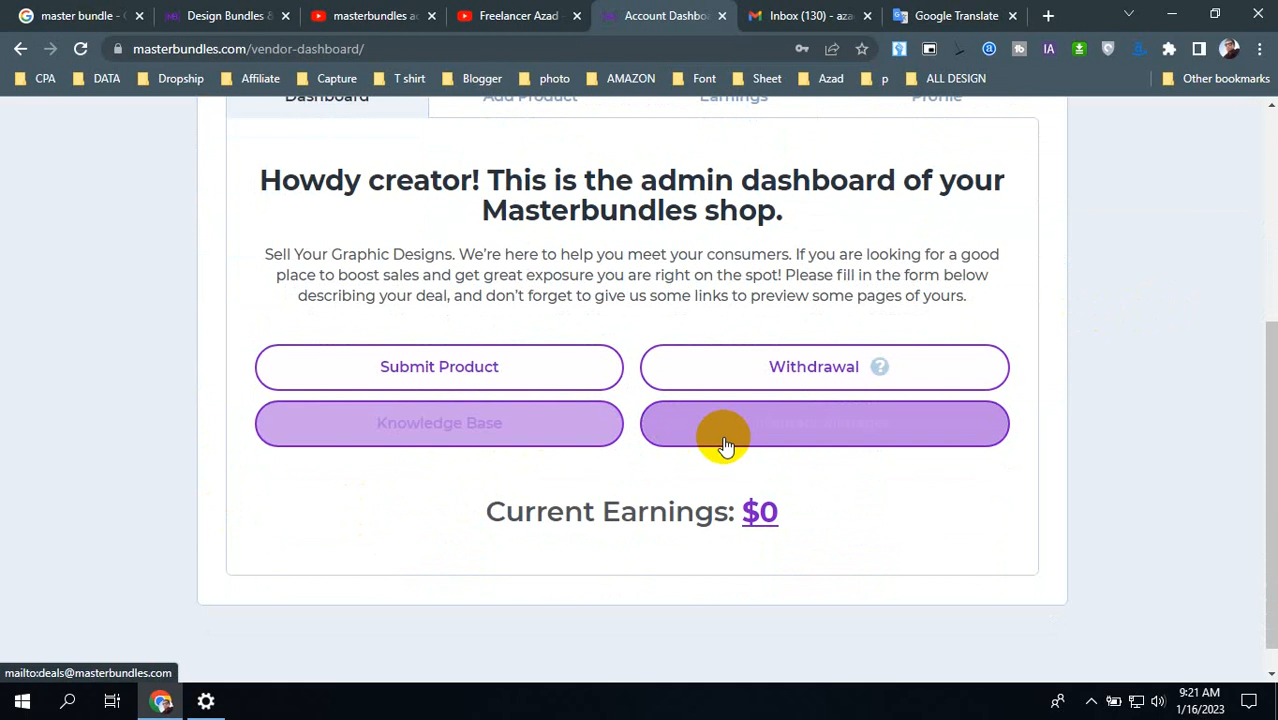 master bundle - G
Design Bundles &
masterbundles a
Freelancer Azad
Account Dashbo
Inbox (130) - aza
Google Translate
masterbundles.com/vendor-dashboard/
CPA
DATA
Dropship
Affiliate
Capture
T shirt
Blogger
photo
AMAZON
Font
Sheet
Azad
p
ALL DESIGN
Other bookmarks
Dashboard
Add Product
Earnings
Profile
Howdy creator! This is the admin dashboard of your
Masterbundles shop.
Sell Your Graphic Designs. We're here to help you meet your consumers. If you are looking for a good
place to boost sales and get great exposure you are right on the spot! Please fill in the form below
describing your deal, and don't forget to give us some links to preview some pages of yours.
Submit Product
Withdrawal ?
Knowledge Base
Current Earnings: $0
mailto:deals@masterbundles.com
9:21 AM
1/16/2023